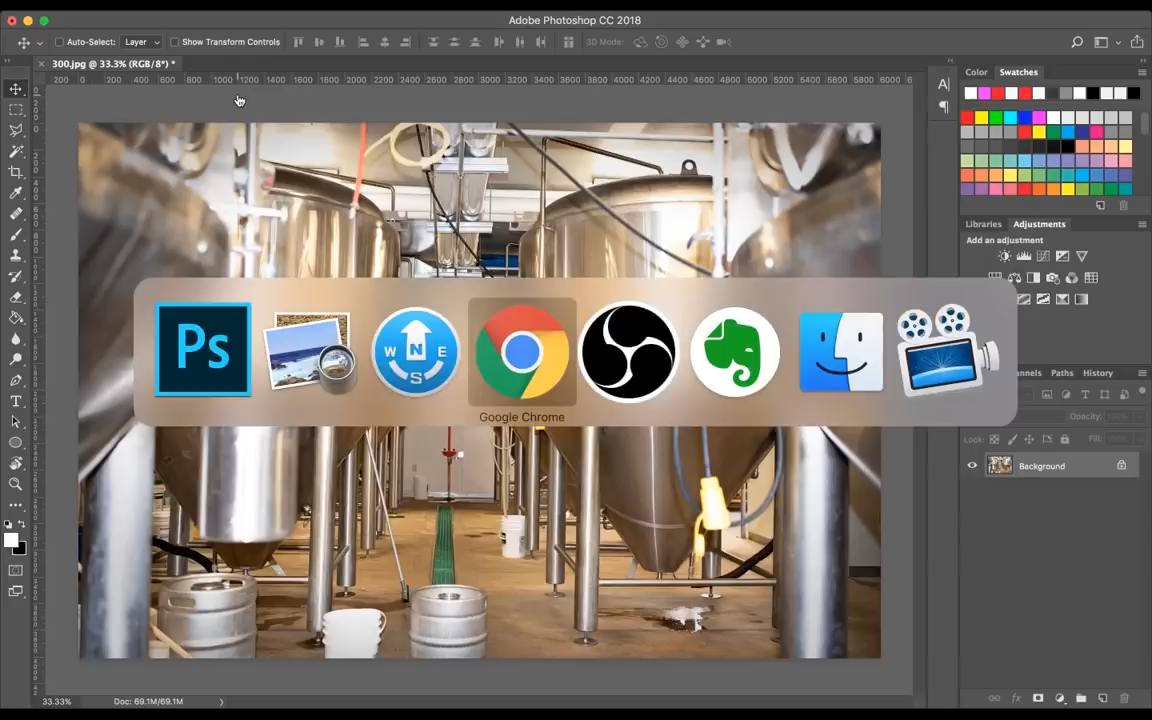 Adobe Photoshop CC 2018
Auto-Select: Layer Show Transform Controls 3D Mode:
300.jpg @ 33.3% (RGB/8*) *
200 0 200 400 600 800 1000 1200 1400 1600 1800 2000 2200 2400 2600 2800 3000 3200 3400 3600 3800 4000 4200 4400 4600 4800 5000 5200 5400 5600 5800 6000
Color Swatches
Libraries Adjustments
Add an adjustment
Ps
N
W E
S
Google Chrome
Paths History
Opacity: 100%
Lock: Fill:
Background
33.33% Doc: 69.1M/69.1M